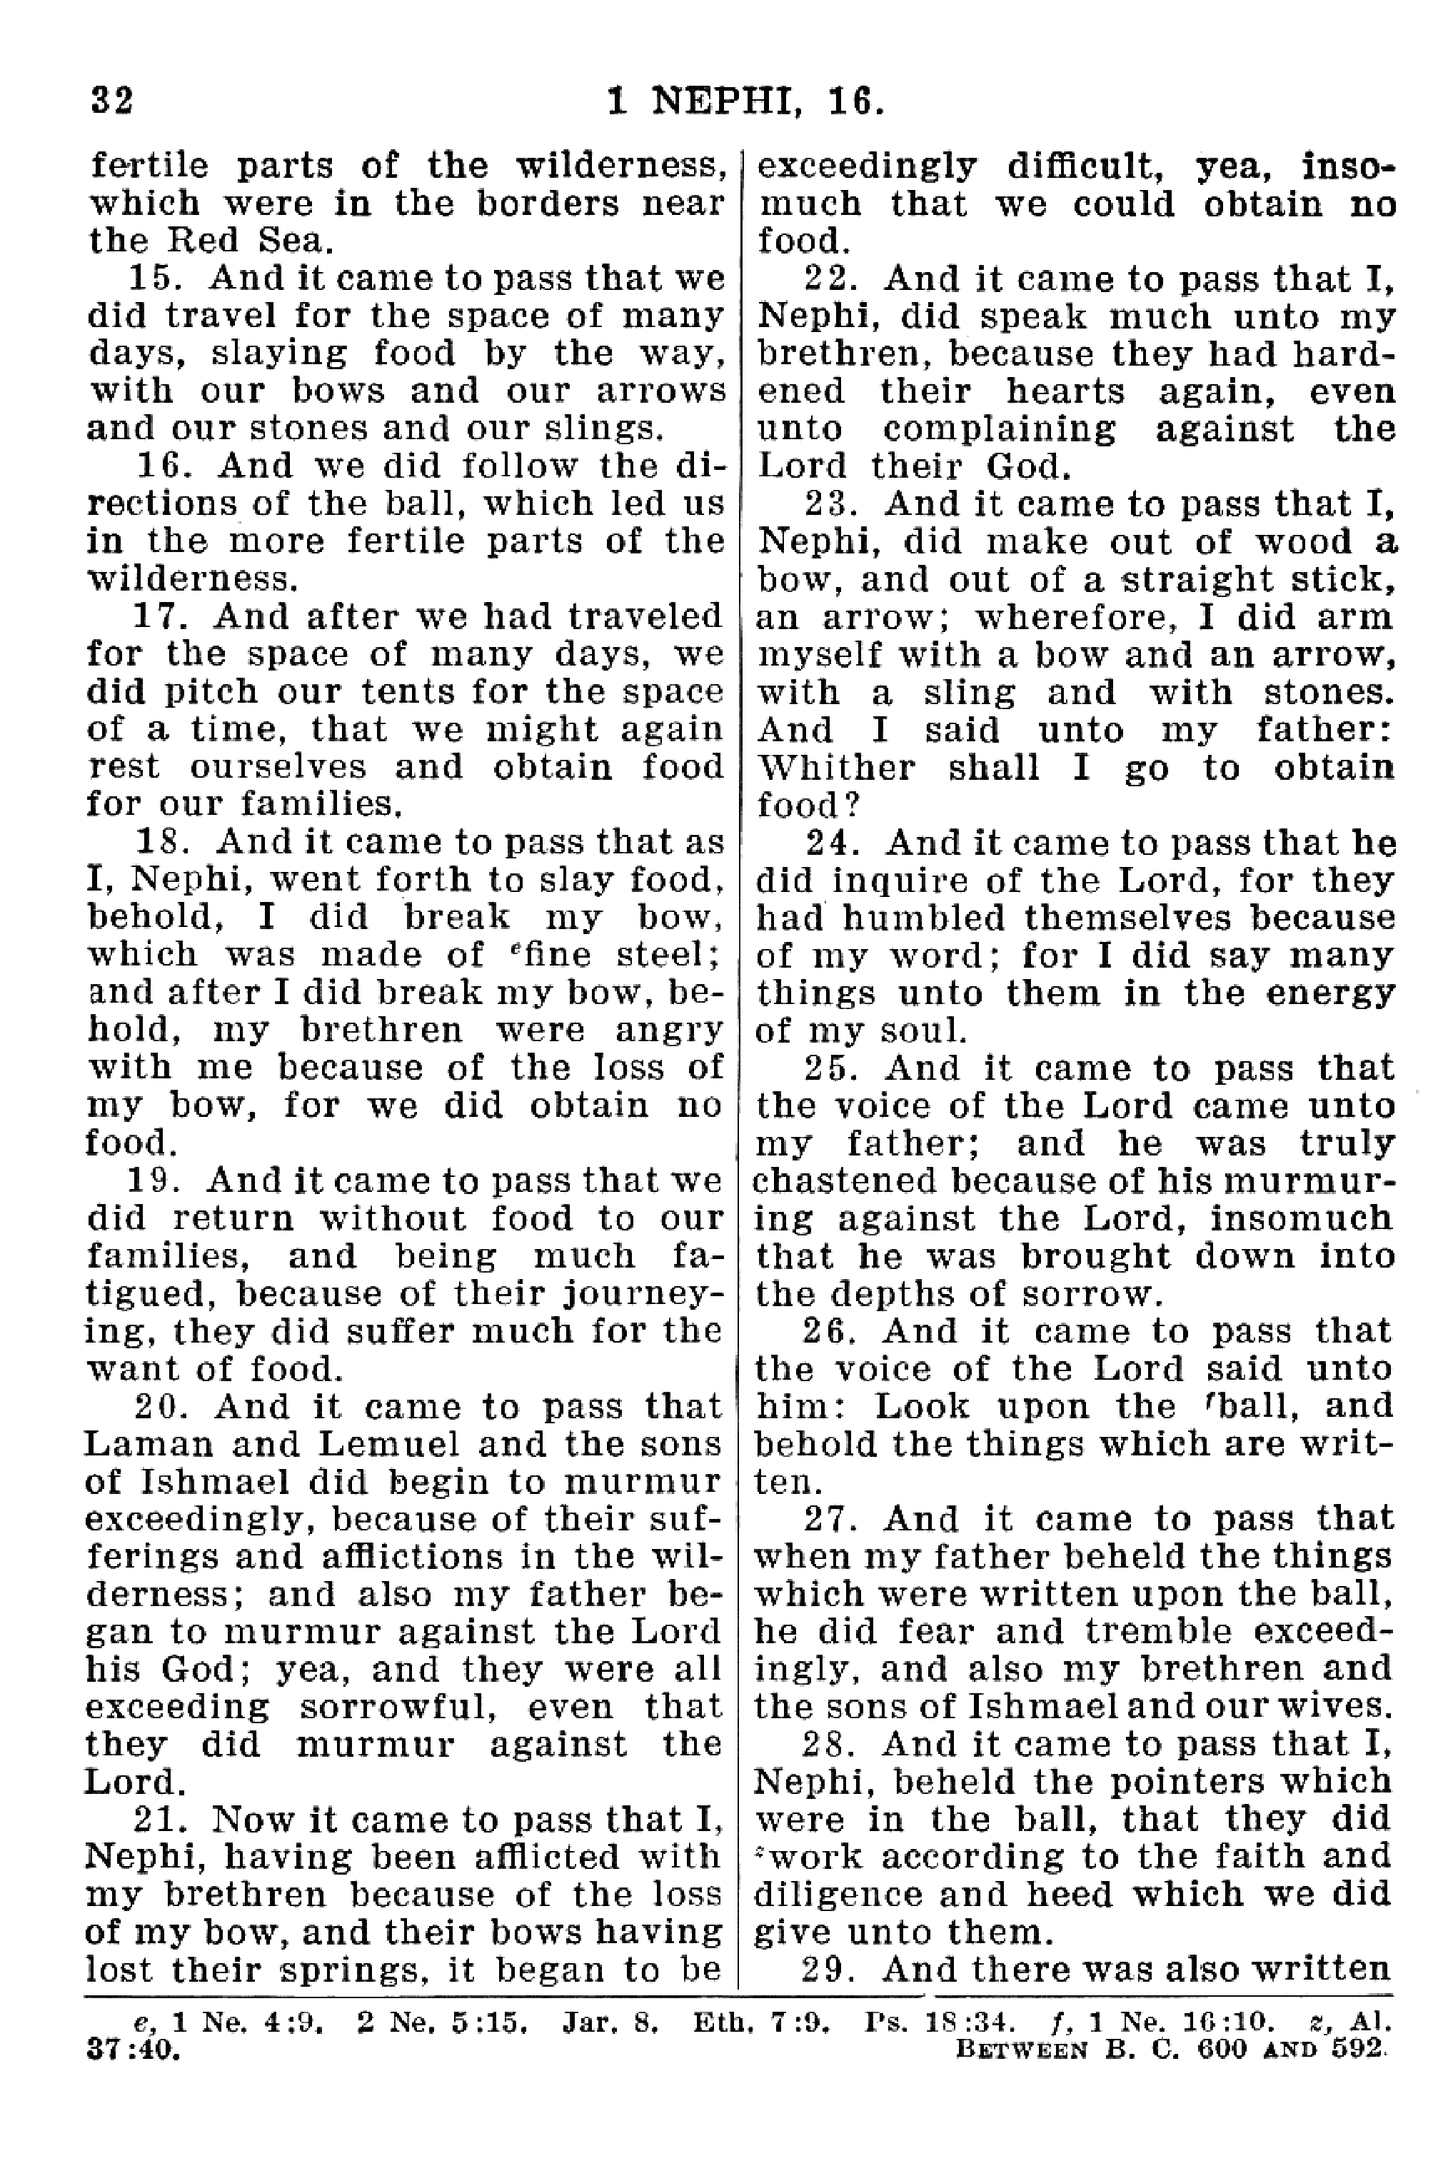 32
1 NEPHI, 16.
fertile parts of the wilderness,
which were in the borders near
the Red Sea.
15. And it came to pass that we
did travel for the space of many
days, slaying food by the way,
with our bows and our arrows
and our stones and our slings.
16. And we did follow the di-
rections of the ball, which led us
in the more fertile parts of the
wilderness.
17. And after we had traveled
for the space of many days, we
did pitch our tents for the space
of a time, that we might again
rest ourselves and obtain food
for our families.
18. And it came to pass that as
I, Nephi, went forth to slay food,
behold, I did break my bow,
which was made of ᵉfine steel;
and after I did break my bow, be-
hold, my brethren were angry
with me because of the loss of
my bow, for we did obtain no
food.
19. And it came to pass that we
did return without food to our
families, and being much fa-
tigued, because of their journey-
ing, they did suffer much for the
want of food.
20. And it came to pass that
Laman and Lemuel and the sons
of Ishmael did begin to murmur
exceedingly, because of their suf-
ferings and afflictions in the wil-
derness; and also my father be-
gan to murmur against the Lord
his God; yea, and they were all
exceeding sorrowful, even that
they did murmur against the
Lord.
21. Now it came to pass that I,
Nephi, having been afflicted with
my brethren because of the loss
of my bow, and their bows having
lost their springs, it began to be
exceedingly difficult, yea, inso-
much that we could obtain no
food.
22. And it came to pass that I,
Nephi, did speak much unto my
brethren, because they had hard-
ened their hearts again, even
unto complaining against the
Lord their God.
23. And it came to pass that I,
Nephi, did make out of wood a
bow, and out of a straight stick,
an arrow; wherefore, I did arm
myself with a bow and an arrow,
with a sling and with stones.
And I said unto my father:
Whither shall I go to obtain
food?
24. And it came to pass that he
did inquire of the Lord, for they
had humbled themselves because
of my word; for I did say many
things unto them in the energy
of my soul.
25. And it came to pass that
the voice of the Lord came unto
my father; and he was truly
chastened because of his murmur-
ing against the Lord, insomuch
that he was brought down into
the depths of sorrow.
26. And it came to pass that
the voice of the Lord said unto
him: Look upon the ᶠball, and
behold the things which are writ-
ten.
27. And it came to pass that
when my father beheld the things
which were written upon the ball,
he did fear and tremble exceed-
ingly, and also my brethren and
the sons of Ishmael and our wives.
28. And it came to pass that I,
Nephi, beheld the pointers which
were in the ball, that they did
ᶻwork according to the faith and
diligence and heed which we did
give unto them.
29. And there was also written
e, 1 Ne. 4:9. 2 Ne. 5:15. Jar. 8. Eth. 7:9. Ps. 18:34. f, 1 Ne. 16:10. z, Al.
37:40. BETWEEN B. C. 600 AND 592.